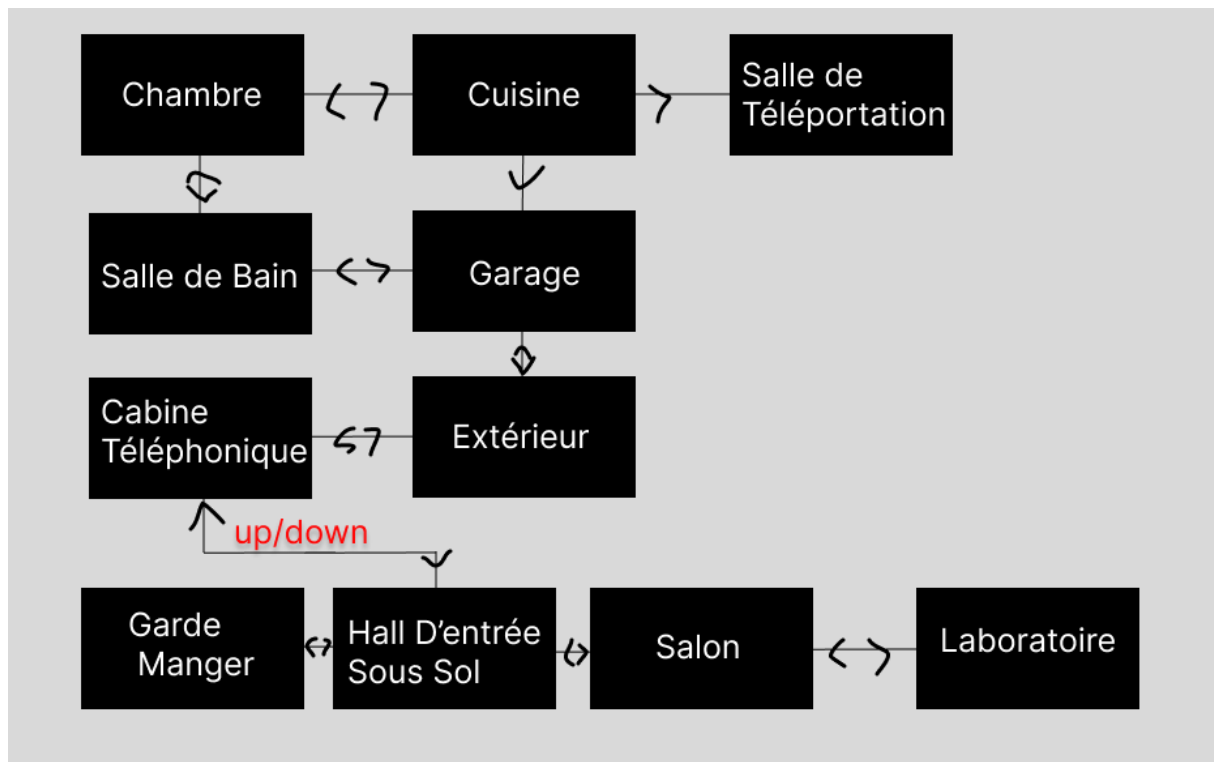 Chambre
Cuisine
Salle de
Téléportation
Salle de Bain
Garage
Cabine
Téléphonique
Extérieur
up/down
Garde
Manger
Hall D’entrée
Sous Sol
Salon
Laboratoire